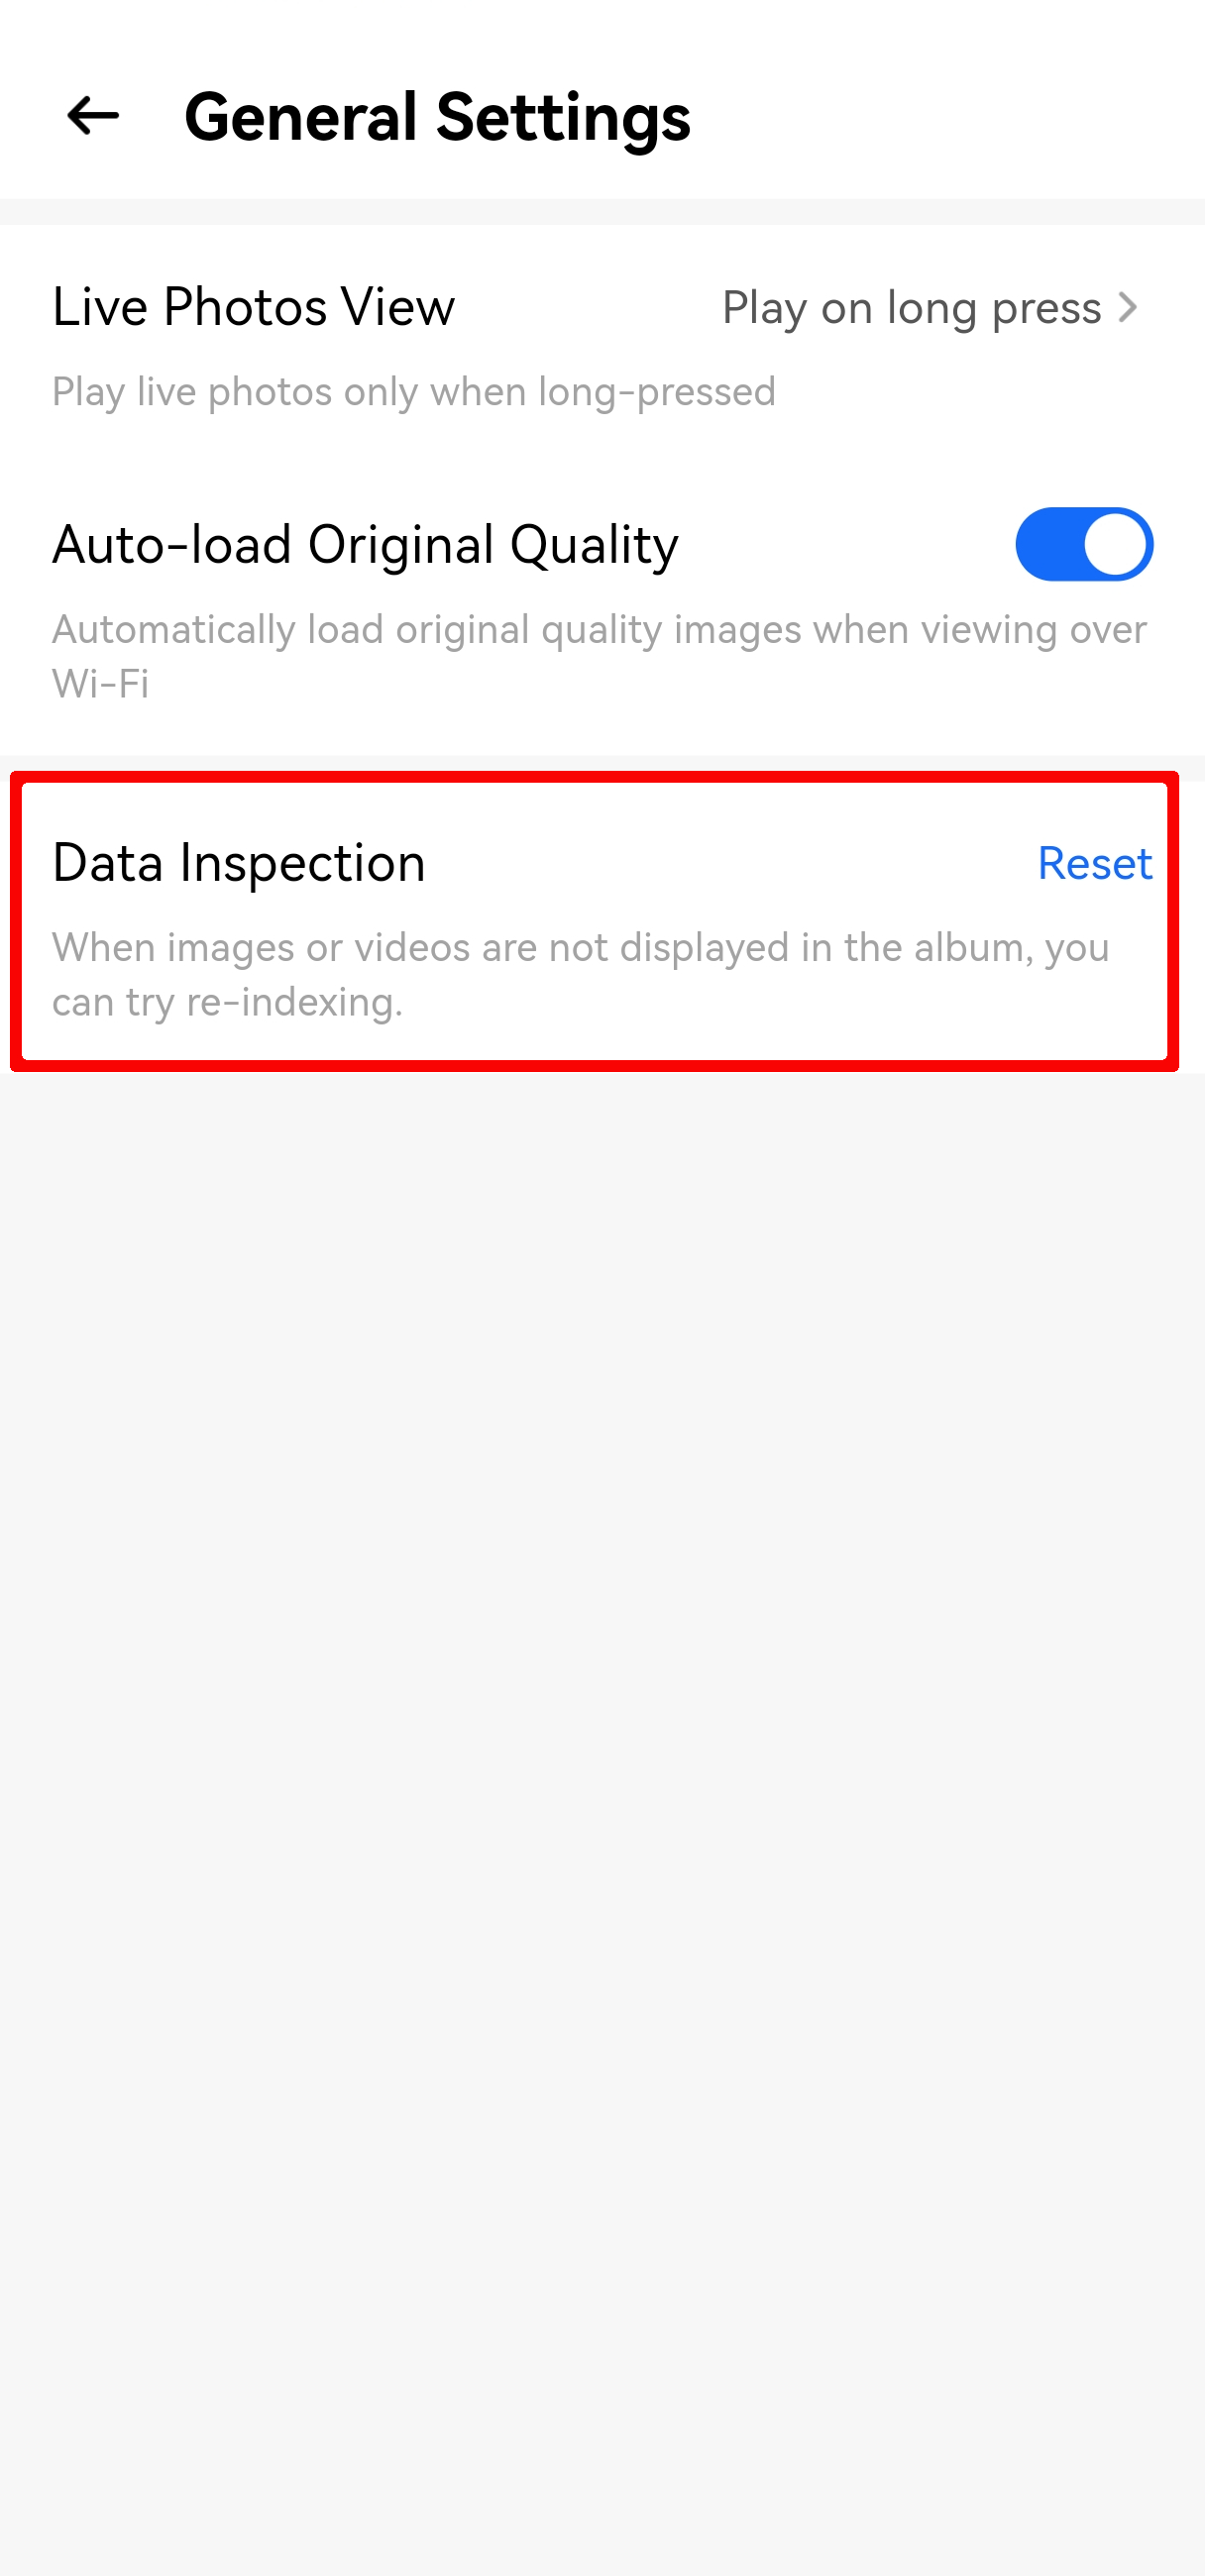 General Settings
Live Photos View
Play on long press
Play live photos only when long-pressed
Auto-load Original Quality
Automatically load original quality images when viewing over
Wi-Fi
Data Inspection
Reset
When images or videos are not displayed in the album, you
can try re-indexing.